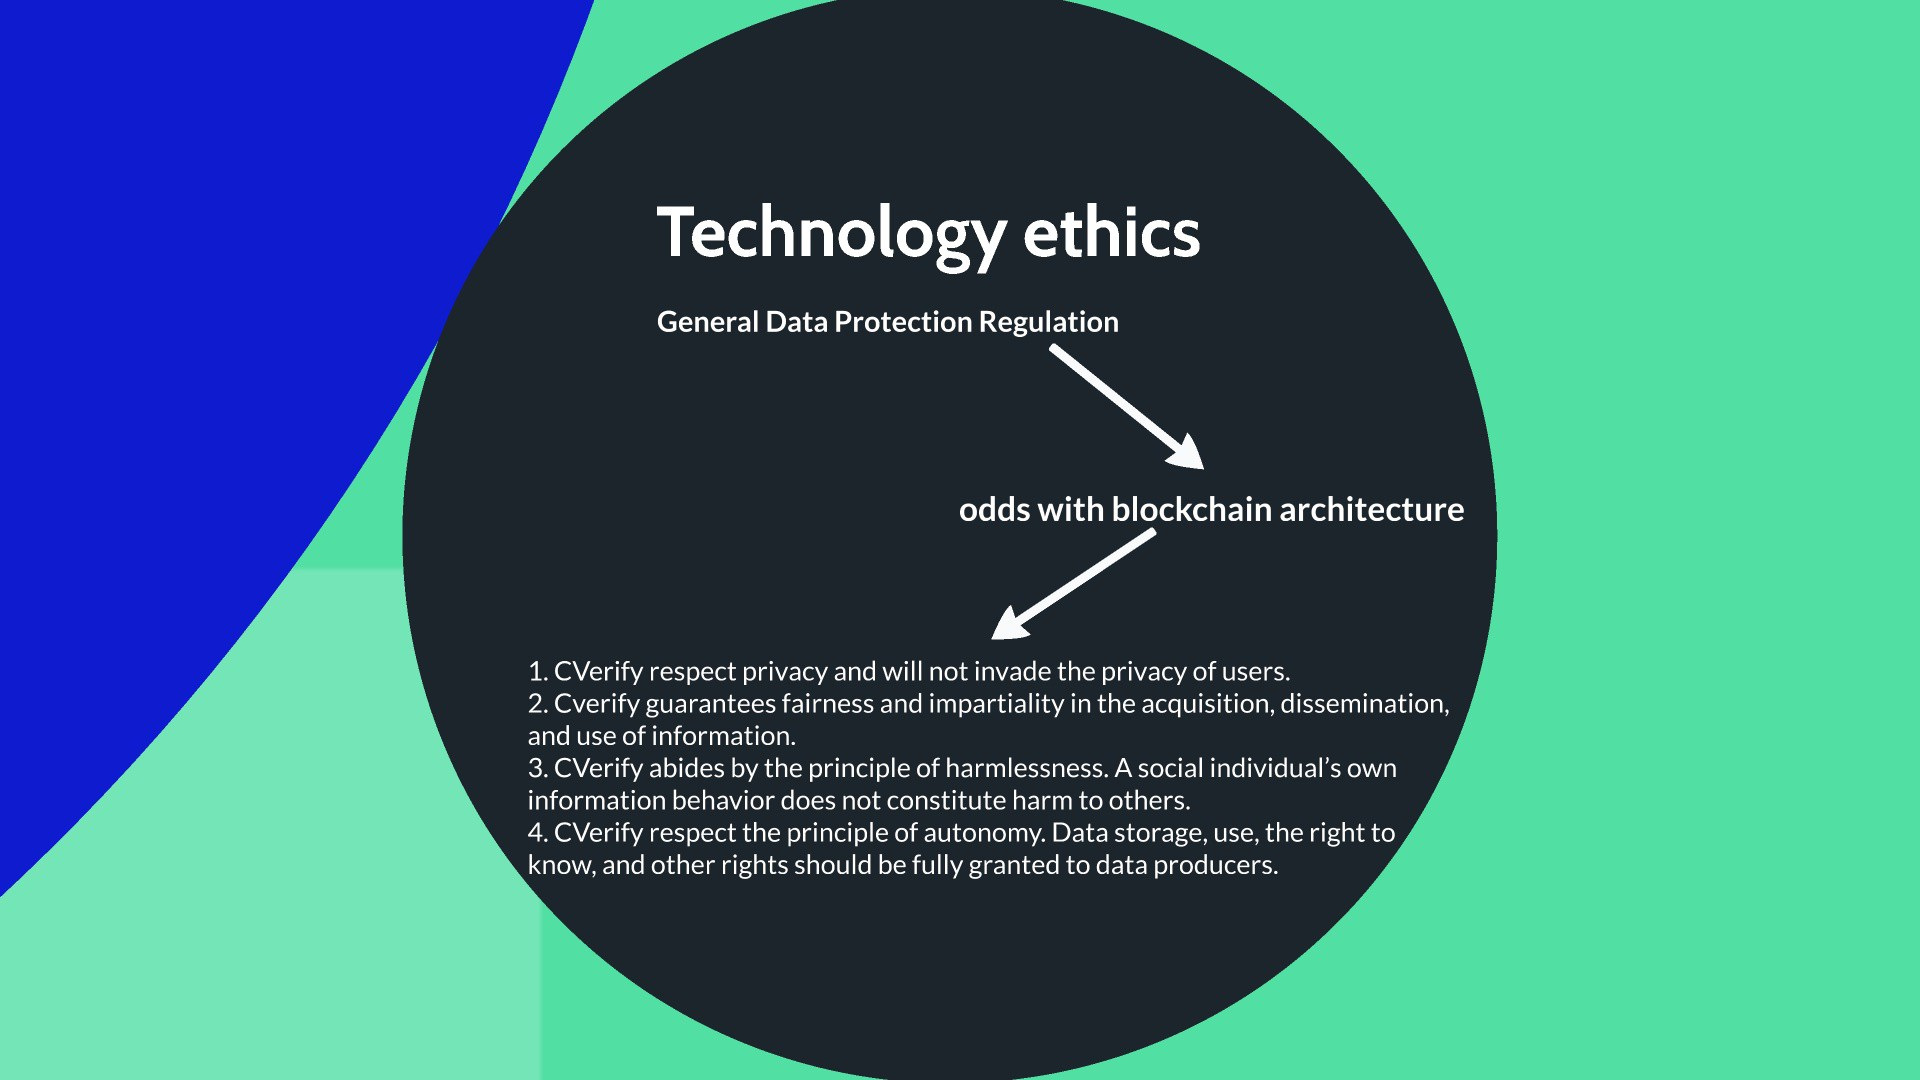 Technology ethics
General Data Protection Regulation
odds with blockchain architecture
1. CVerify respect privacy and will not invade the privacy of users.
2. Cverify guarantees fairness and impartiality in the acquisition, dissemination,
and use of information.
3. CVerify abides by the principle of harmlessness. A social individual’s own
information behavior does not constitute harm to others.
4. CVerify respect the principle of autonomy. Data storage, use, the right to
know, and other rights should be fully granted to data producers.